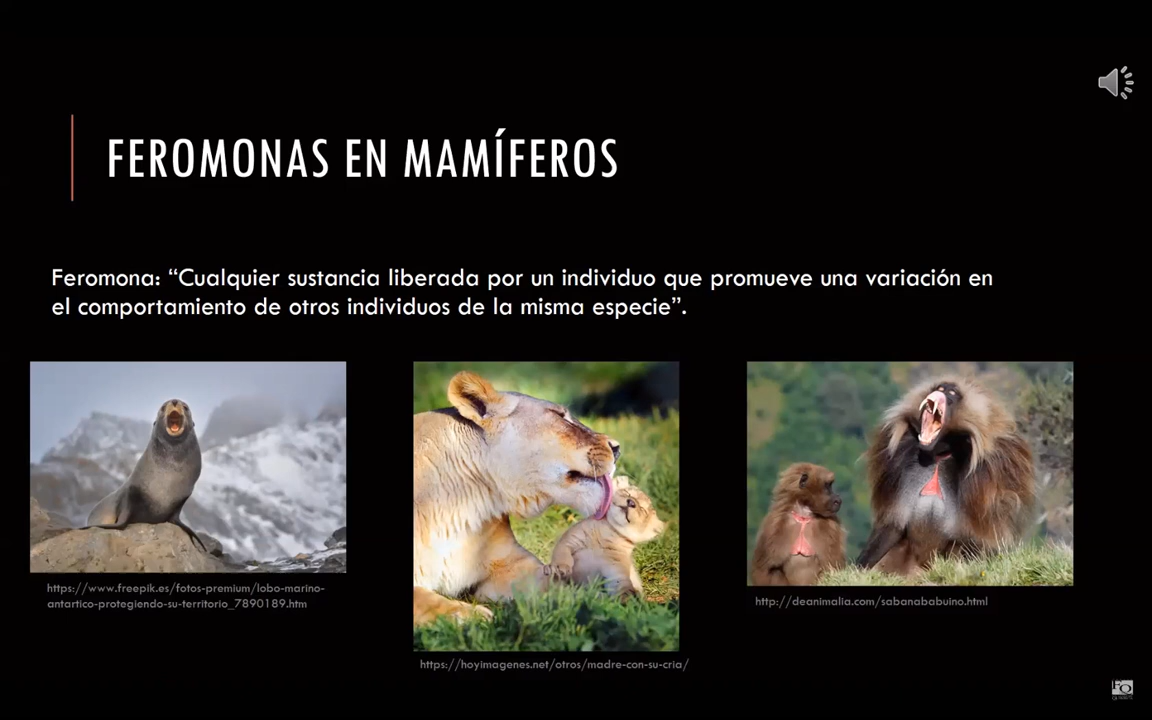 FEROMONAS EN MAMÍFEROS
Feromona: “Cualquier sustancia liberada por un individuo que promueve una variación en
el comportamiento de otros individuos de la misma especie”.
https://www.freepik.es/fotos-premium/lobo-marino-
antartico-protegiendo-su-territorio_7890189.htm
http://deanimalia.com/sabanababuino.html
https://hoyimagenes.net/otros/madre-con-su-cria/